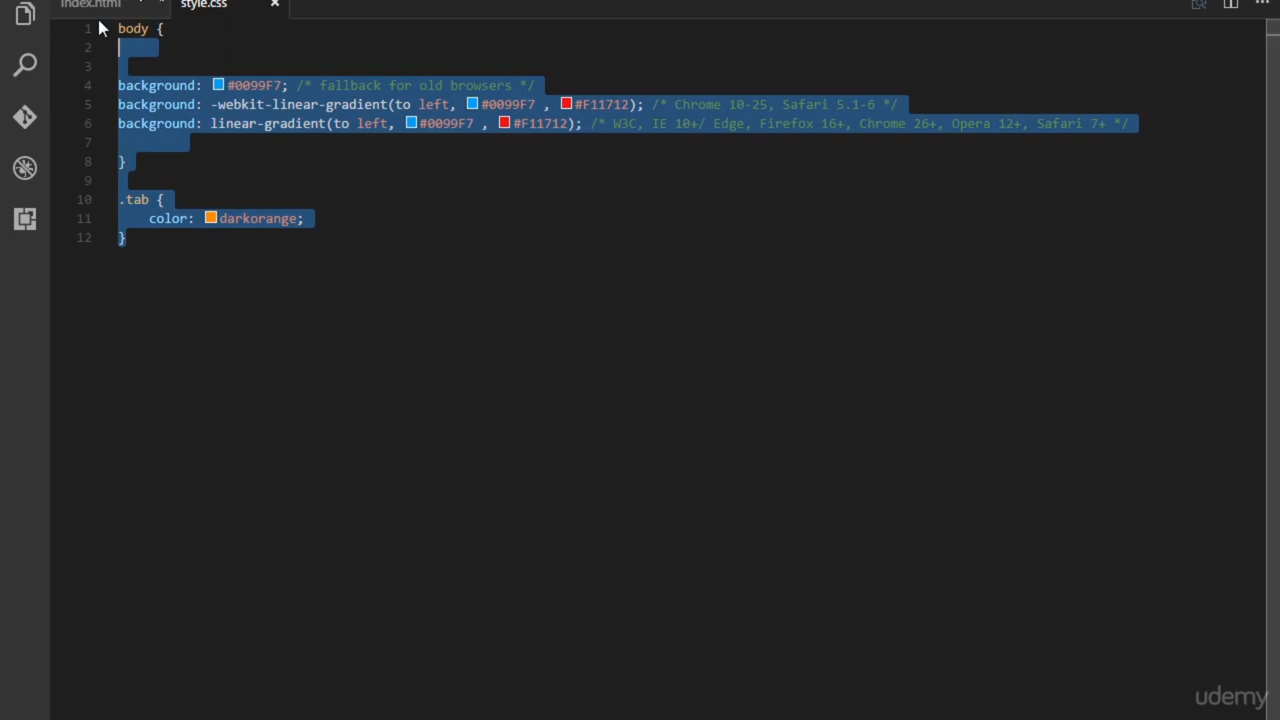 index.html
style.css
1 body {
2
3
4 background: #0099F7; /* fallback for old browsers */
5 background: -webkit-linear-gradient(to left, #0099F7 , #F11712); /* Chrome 10-25, Safari 5.1-6 */
6 background: linear-gradient(to left, #0099F7 , #F11712); /* W3C, IE 10+/ Edge, Firefox 16+, Chrome 26+, Opera 12+, Safari 7+ */
7
8 }
9
10 .tab {
11 color: darkorange;
12 }
udemy